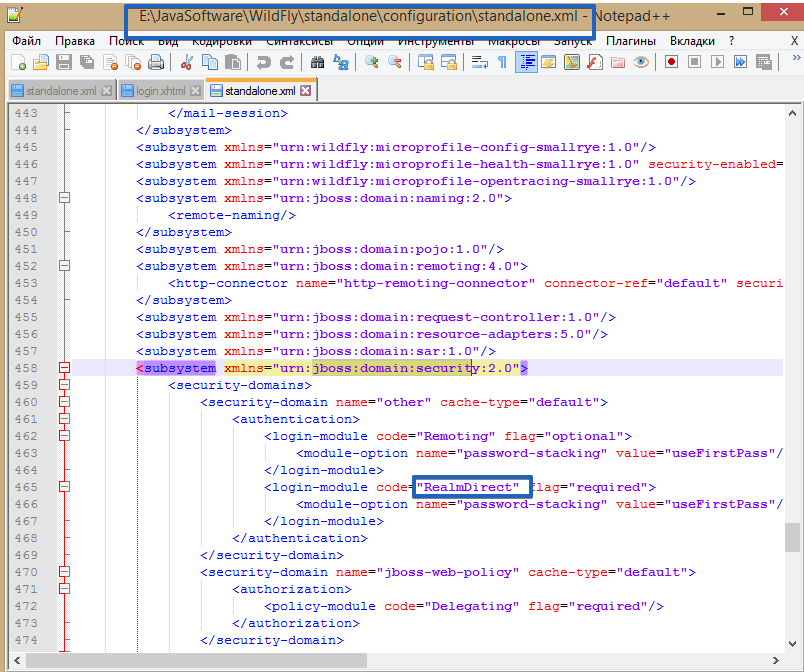 E:\JavaSoftware\WildFly\standalone\configuration\standalone.xml - Notepad++
Файл Правка Поиск Вид Кодировки Синтаксисы Опции Инструменты Макросы Запуск Плагины Вкладки ? X
standalone.xml login.xhtml standalone.xml
443 </mail-session>
444 </subsystem>
445 <subsystem xmlns="urn:wildfly:microprofile-config-smallrye:1.0"/>
446 <subsystem xmlns="urn:wildfly:microprofile-health-smallrye:1.0" security-enabled=
447 <subsystem xmlns="urn:wildfly:microprofile-opentracing-smallrye:1.0"/>
448 <subsystem xmlns="urn:jboss:domain:naming:2.0">
449 <remote-naming/>
450 </subsystem>
451 <subsystem xmlns="urn:jboss:domain:pojo:1.0"/>
452 <subsystem xmlns="urn:jboss:domain:remoting:4.0">
453 <http-connector name="http-remoting-connector" connector-ref="default" securi
454 </subsystem>
455 <subsystem xmlns="urn:jboss:domain:request-controller:1.0"/>
456 <subsystem xmlns="urn:jboss:domain:resource-adapters:5.0"/>
457 <subsystem xmlns="urn:jboss:domain:sar:1.0"/>
458 <subsystem xmlns="urn:jboss:domain:security:2.0">
459 <security-domains>
460 <security-domain name="other" cache-type="default">
461 <authentication>
462 <login-module code="Remoting" flag="optional">
463 <module-option name="password-stacking" value="useFirstPass"/
464 </login-module>
465 <login-module code="RealmDirect" flag="required">
466 <module-option name="password-stacking" value="useFirstPass"/
467 </login-module>
468 </authentication>
469 </security-domain>
470 <security-domain name="jboss-web-policy" cache-type="default">
471 <authorization>
472 <policy-module code="Delegating" flag="required"/>
473 </authorization>
474 </security-domain>